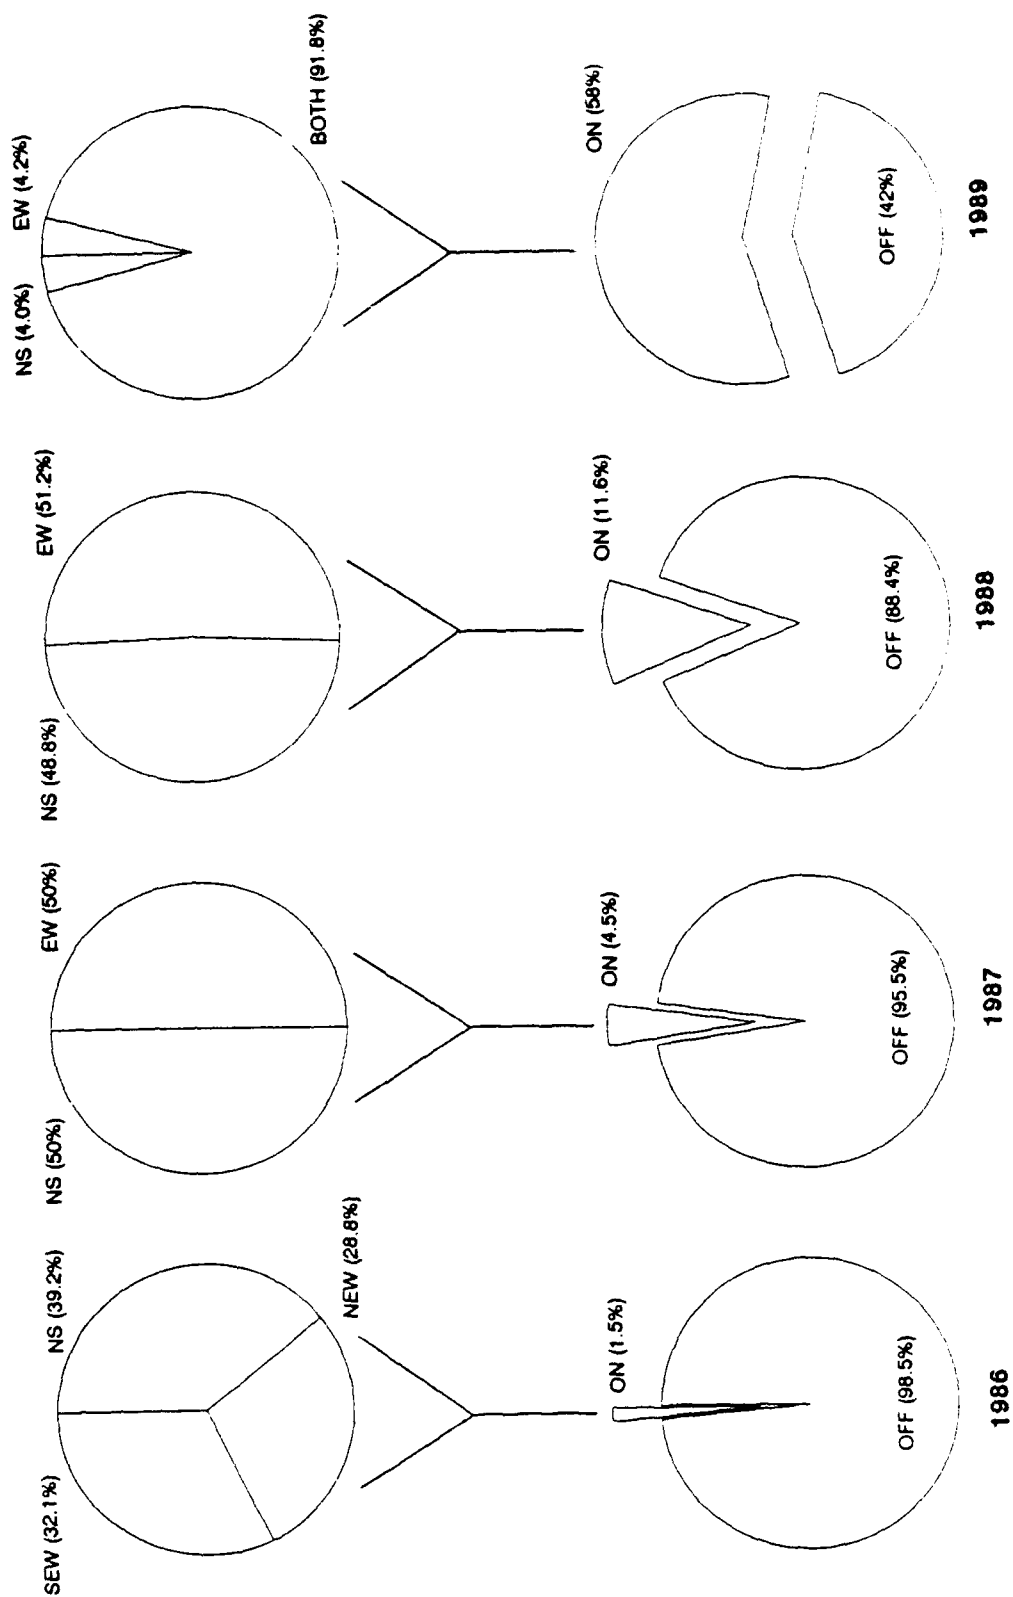 SEW (32.1%)
NS (39.2%)
NEW (28.8%)
ON (1.5%)
OFF (98.5%)
1986
NS (50%)
EW (50%)
ON (4.5%)
OFF (95.5%)
1987
NS (48.8%)
EW (51.2%)
ON (11.6%)
OFF (88.4%)
1988
NS (4.0%)
EW (4.2%)
BOTH (91.8%)
ON (58%)
OFF (42%)
1989